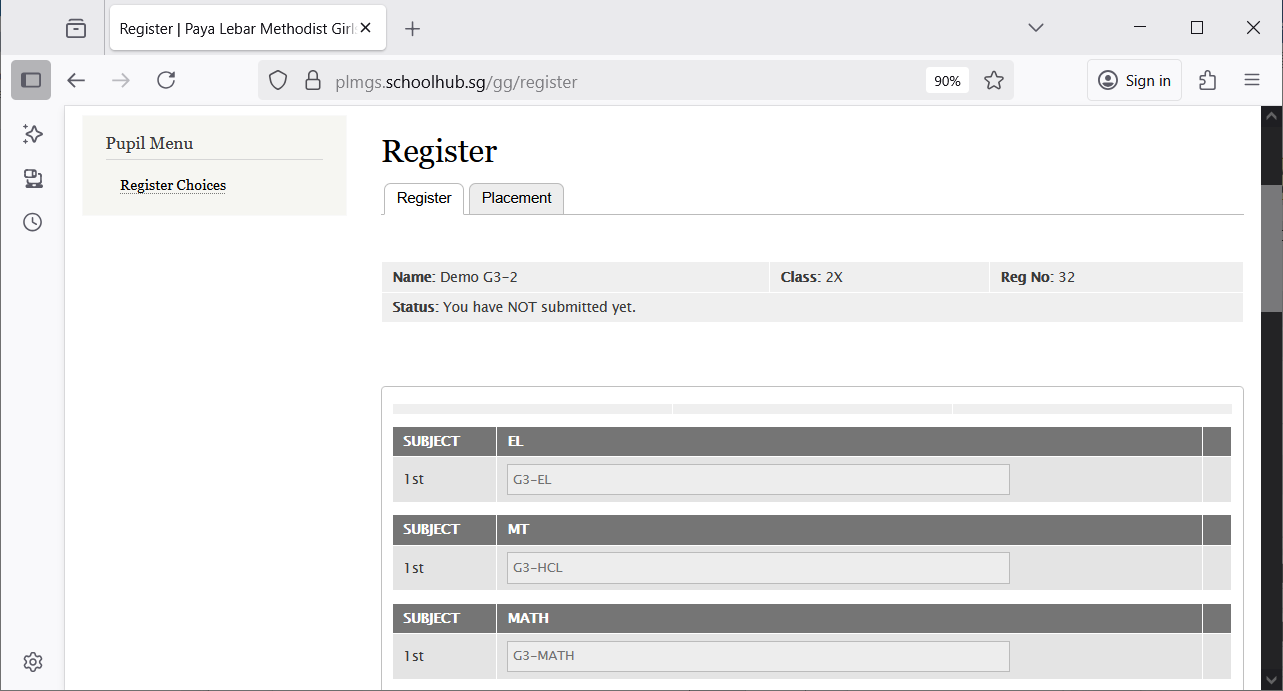 Register | Paya Lebar Methodist Girl
plmgs.schoolhub.sg/gg/register
90%
Sign in
Pupil Menu
Register Choices
Register
Register
Placement
Name: Demo G3-2
Class: 2X
Reg No: 32
Status: You have NOT submitted yet.
SUBJECT
EL
1st
G3-EL
SUBJECT
MT
1st
G3-HCL
SUBJECT
MATH
1st
G3-MATH